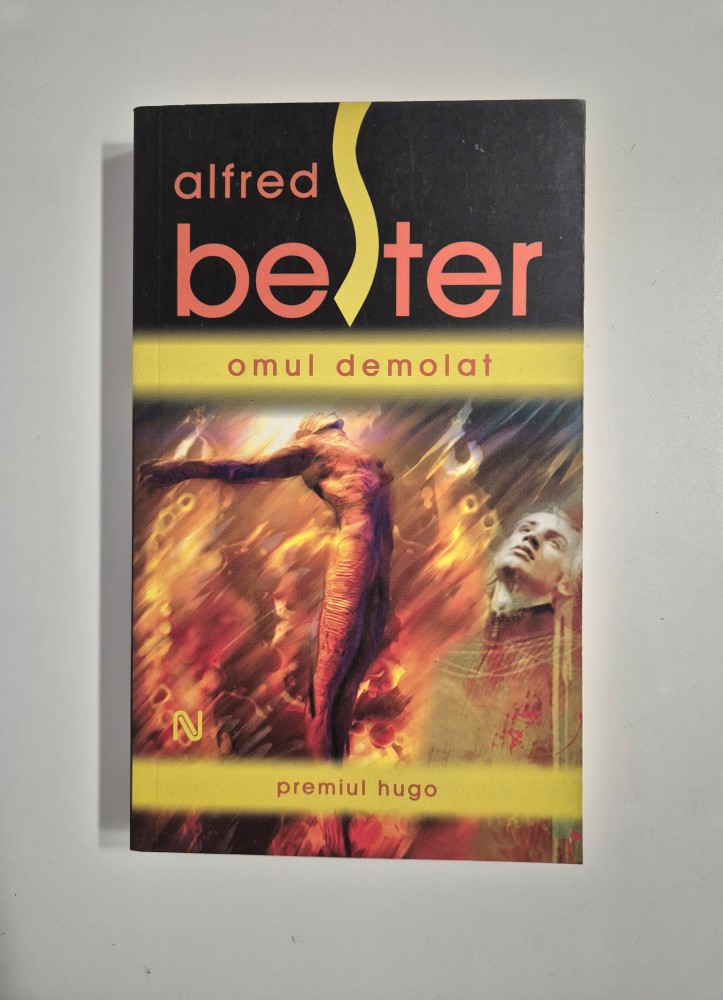 alfred
bester
omul demolat
N
premiul hugo